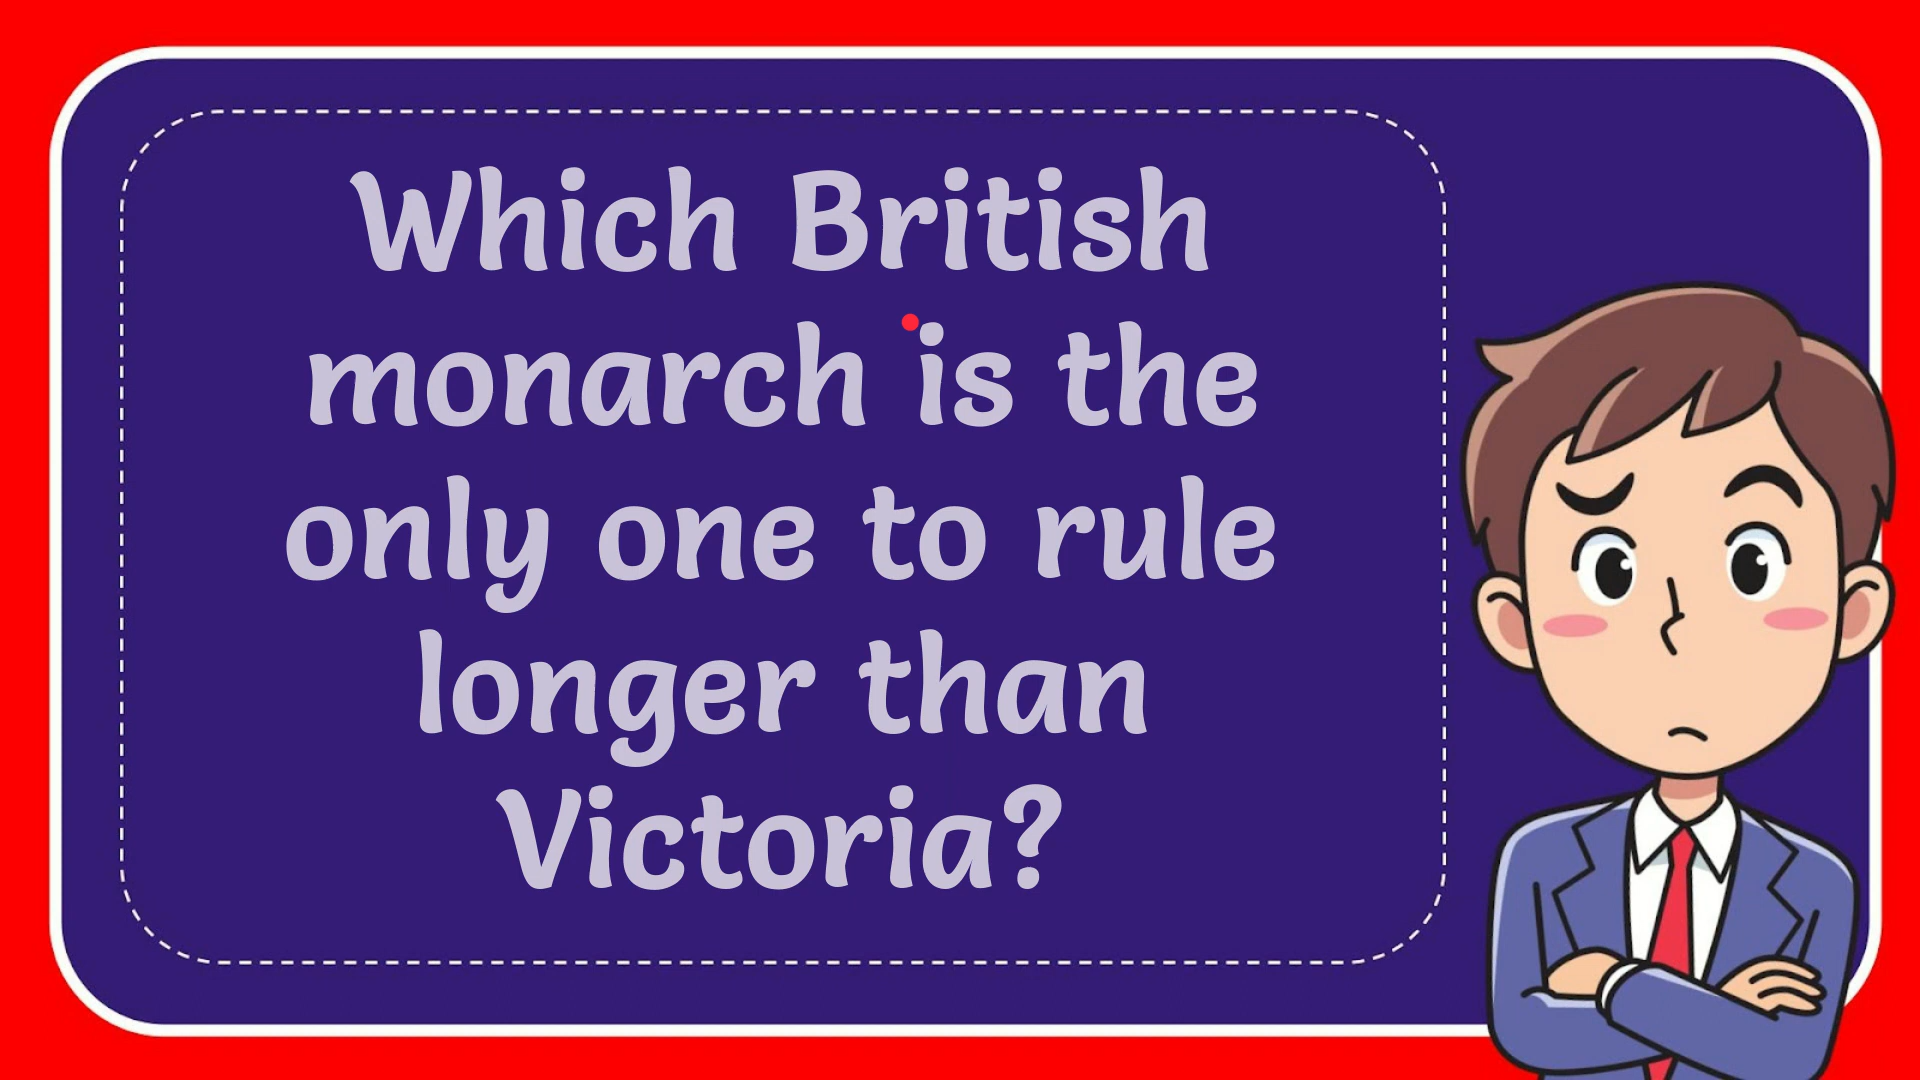 Which British
monarch is the
only one to rule
longer than
Victoria?